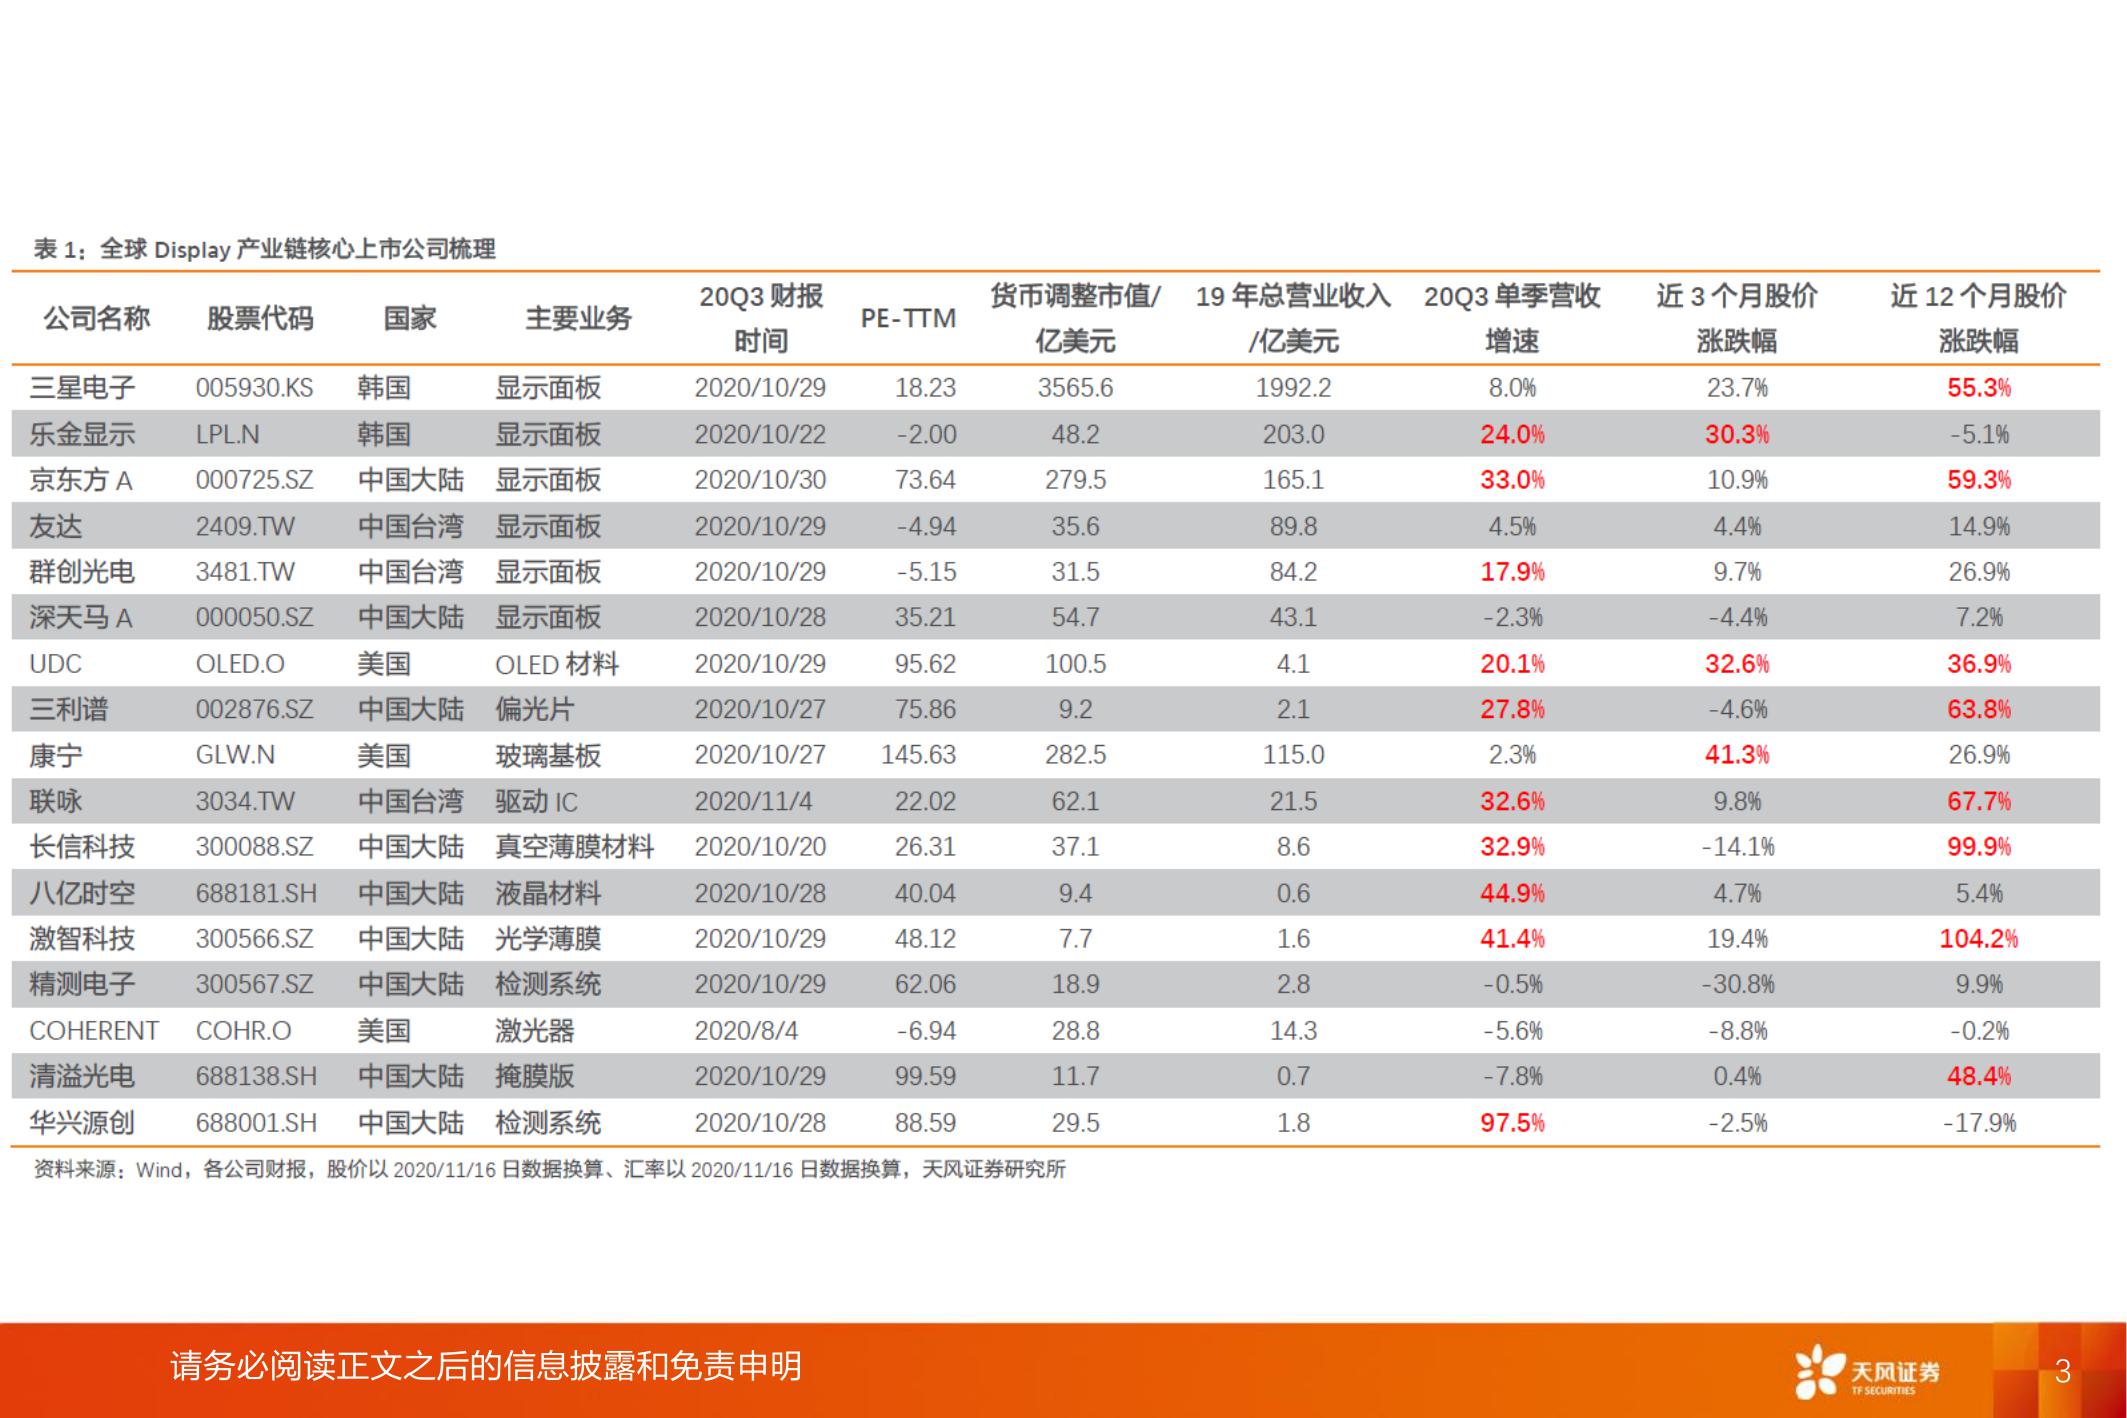 表 1：全球 Display 产业链核心上市公司梳理
公司名称 股票代码 国家 主要业务 20Q3 财报时间 PE-TTM 货币调整市值/亿美元 19 年总营业收入/亿美元 20Q3 单季营收增速 近 3 个月股价涨跌幅 近 12 个月股价涨跌幅
三星电子 005930.KS 韩国 显示面板 2020/10/29 18.23 3565.6 1992.2 8.0% 23.7% 55.3%
乐金显示 LPL.N 韩国 显示面板 2020/10/22 -2.00 48.2 203.0 24.0% 30.3% -5.1%
京东方 A 000725.SZ 中国大陆 显示面板 2020/10/30 73.64 279.5 165.1 33.0% 10.9% 59.3%
友达 2409.TW 中国台湾 显示面板 2020/10/29 -4.94 35.6 89.8 4.5% 4.4% 14.9%
群创光电 3481.TW 中国台湾 显示面板 2020/10/29 -5.15 31.5 84.2 17.9% 9.7% 26.9%
深天马 A 000050.SZ 中国大陆 显示面板 2020/10/28 35.21 54.7 43.1 -2.3% -4.4% 7.2%
UDC OLED.O 美国 OLED 材料 2020/10/29 95.62 100.5 4.1 20.1% 32.6% 36.9%
三利谱 002876.SZ 中国大陆 偏光片 2020/10/27 75.86 9.2 2.1 27.8% -4.6% 63.8%
康宁 GLW.N 美国 玻璃基板 2020/10/27 145.63 282.5 115.0 2.3% 41.3% 26.9%
联咏 3034.TW 中国台湾 驱动 IC 2020/11/4 22.02 62.1 21.5 32.6% 9.8% 67.7%
长信科技 300088.SZ 中国大陆 真空薄膜材料 2020/10/20 26.31 37.1 8.6 32.9% -14.1% 99.9%
八亿时空 688181.SH 中国大陆 液晶材料 2020/10/28 40.04 9.4 0.6 44.9% 4.7% 5.4%
激智科技 300566.SZ 中国大陆 光学薄膜 2020/10/29 48.12 7.7 1.6 41.4% 19.4% 104.2%
精测电子 300567.SZ 中国大陆 检测系统 2020/10/29 62.06 18.9 2.8 -0.5% -30.8% 9.9%
COHERENT COHR.O 美国 激光器 2020/8/4 -6.94 28.8 14.3 -5.6% -8.8% -0.2%
清溢光电 688138.SH 中国大陆 掩膜版 2020/10/29 99.59 11.7 0.7 -7.8% 0.4% 48.4%
华兴源创 688001.SH 中国大陆 检测系统 2020/10/28 88.59 29.5 1.8 97.5% -2.5% -17.9%
资料来源：Wind，各公司财报，股价以 2020/11/16 日数据换算、汇率以 2020/11/16 日数据换算，天风证券研究所
请务必阅读正文之后的信息披露和免责申明
天风证券
TF SECURITIES
3